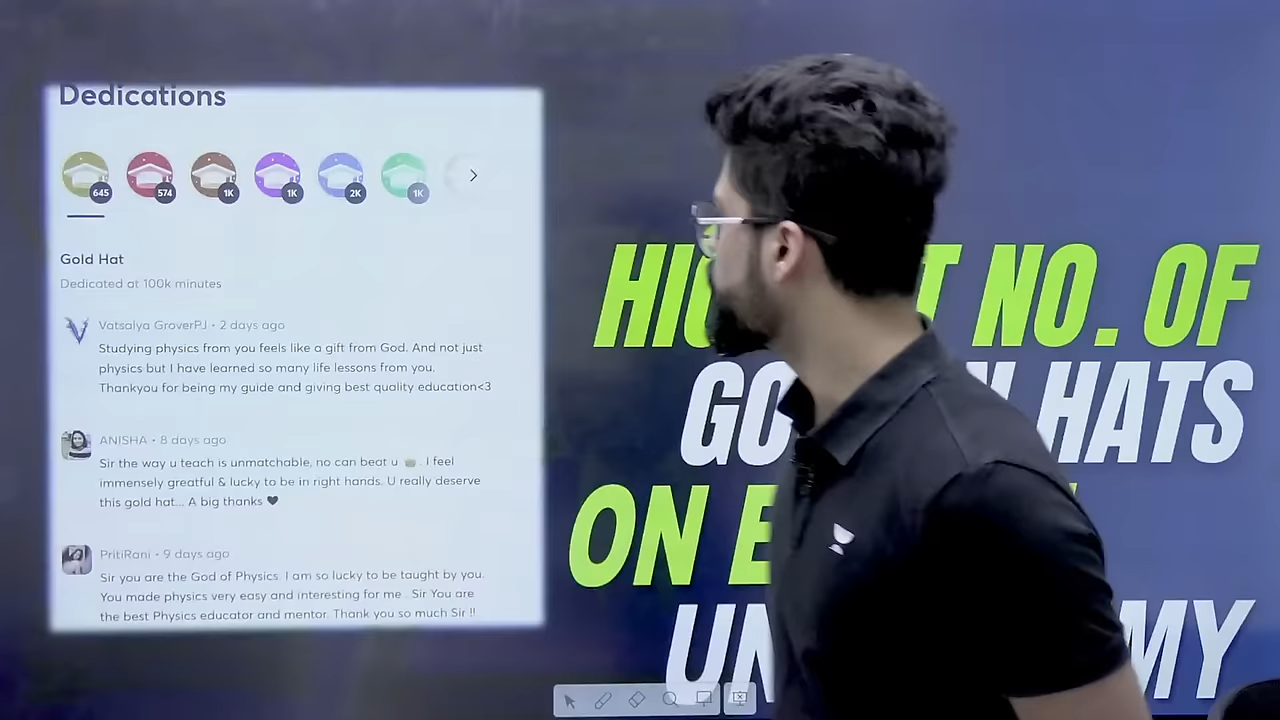 Dedications
645 574 1K 1K 2K 1K
Gold Hat
Dedicated at 100k minutes
Vatsalya GroverPJ • 2 days ago
Studying physics from you feels like a gift from God. And not just
physics but I have learned so many life lessons from you.
Thankyou for being my guide and giving best quality education<3
ANISHA • 8 days ago
Sir the way u teach is unmatchable, no can beat u . I feel
immensely greatful & lucky to be in right hands. U really deserve
this gold hat... A big thanks ♥
PritiRani • 9 days ago
Sir you are the God of Physics. I am so lucky to be taught by you.
You made physics very easy and interesting for me . Sir You are
the best Physics educator and mentor. Thank you so much Sir !!
NO. OF
HATS
ON